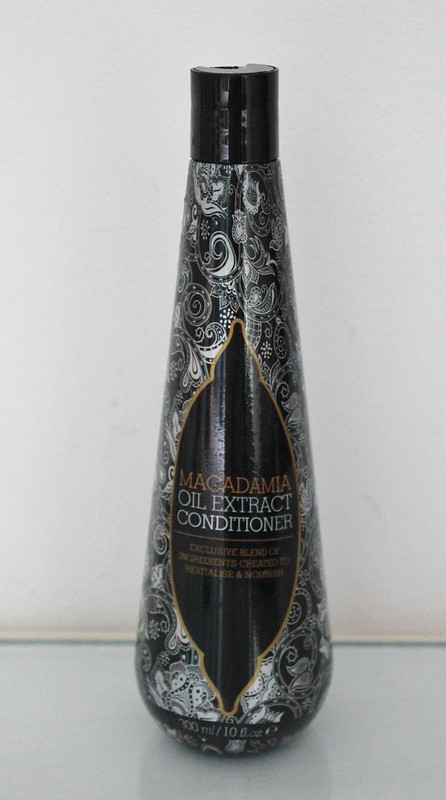 MACADAMIA
OIL EXTRACT
CONDITIONER
EXCLUSIVE BLEND OF
INGREDIENTS CREATED TO
REVITALISE & NOURISH
300 ml / 10 fl.oz ℮